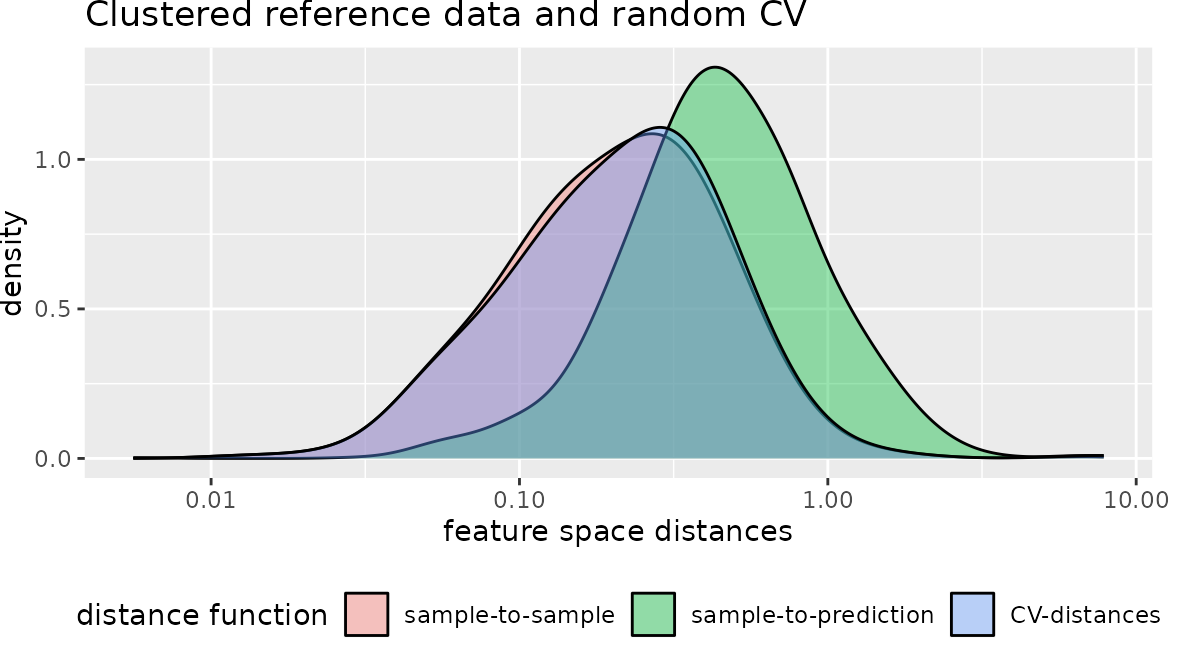 Clustered reference data and random CV
density
1.0
0.5
0.0
0.01 0.10 1.00 10.00
feature space distances
distance function sample-to-sample sample-to-prediction CV-distances